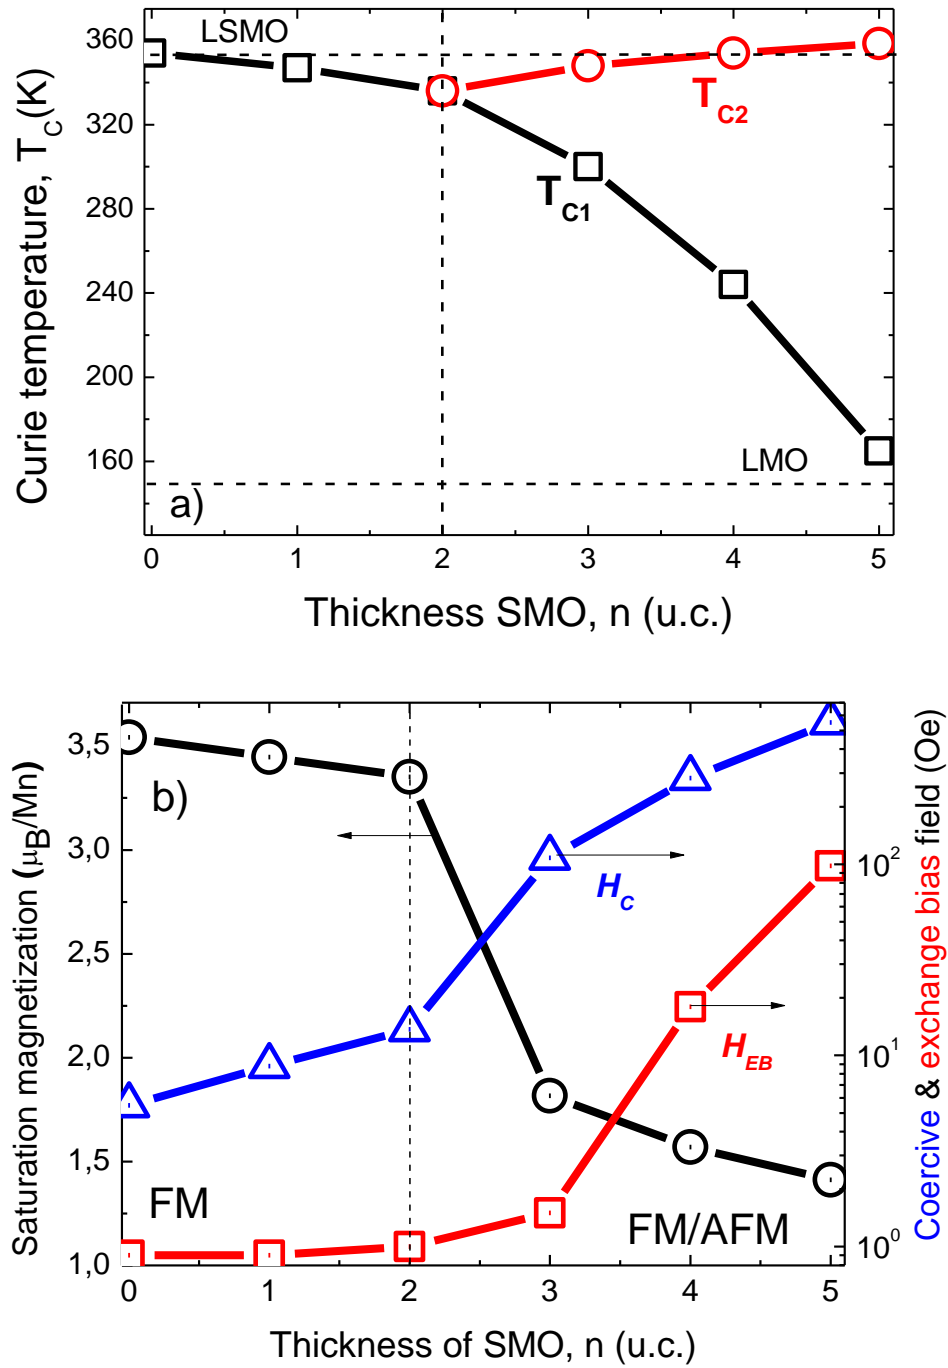 Curie temperature, T_C(K)
360
320
280
240
200
160
LSMO
T_C2
T_C1
LMO
a)
0 1 2 3 4 5
Thickness SMO, n (u.c.)
Saturation magnetization (μ_B/Mn)
3,5
3,0
2,5
2,0
1,5
1,0
b)
H_C
H_EB
FM
FM/AFM
10^2
10^1
10^0
Coercive & exchange bias field (Oe)
0 1 2 3 4 5
Thickness of SMO, n (u.c.)